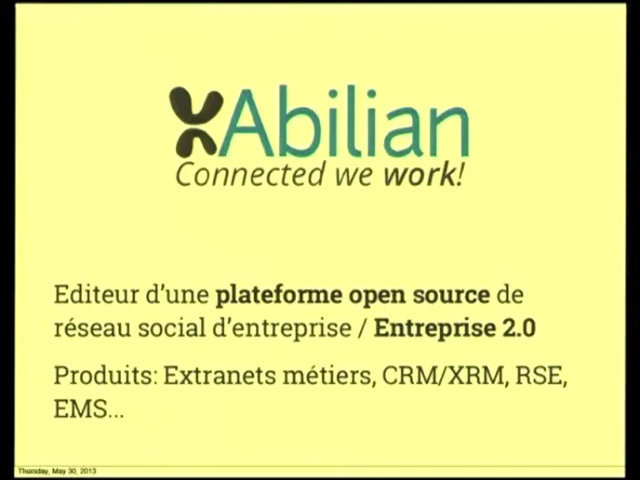 Abilian
Connected we work!
Editeur d'une plateforme open source de
réseau social d'entreprise / Entreprise 2.0
Produits: Extranets métiers, CRM/XRM, RSE,
EMS...
Thursday, May 30, 2013